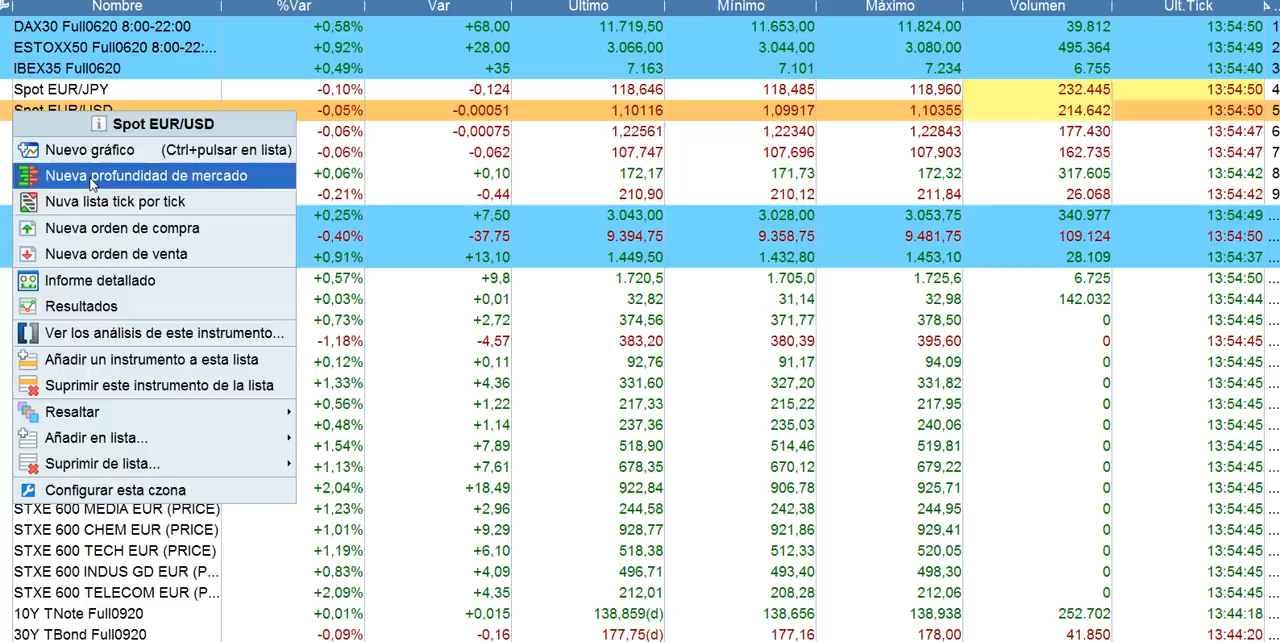 Nombre %Var Var Último Mínimo Máximo Volumen Últ.Tick
DAX30 Full0620 8:00-22:00 +0,58% +68,00 11.719,50 11.653,00 11.824,00 39.812 13:54:50 1
ESTOXX50 Full0620 8:00-22:... +0,92% +28,00 3.066,00 3.044,00 3.080,00 495.364 13:54:49 2
IBEX35 Full0620 +0,49% +35 7.163 7.101 7.234 6.755 13:54:40 3
Spot EUR/JPY -0,10% -0,124 118,646 118,485 118,960 232.445 13:54:50 4
Spot EUR/USD -0,05% -0,00051 1,10116 1,09917 1,10355 214.642 13:54:50 5
Spot EUR/USD
-0,06% -0,00075 1,22561 1,22340 1,22843 177.430 13:54:47 6
Nuevo gráfico (Ctrl+pulsar en lista) -0,06% -0,062 107,747 107,696 107,903 162.735 13:54:47 7
Nueva profundidad de mercado +0,06% +0,10 172,17 171,73 172,32 317.605 13:54:42 8
Nuva lista tick por tick -0,21% -0,44 210,90 210,12 211,84 26.068 13:54:42 9
Nueva orden de compra +0,25% +7,50 3.043,00 3.028,00 3.053,75 340.977 13:54:49 ...
-0,40% -37,75 9.394,75 9.358,75 9.481,75 109.124 13:54:50 ...
Nueva orden de venta +0,91% +13,10 1.449,50 1.432,80 1.453,10 28.109 13:54:37 ...
Informe detallado +0,57% +9,8 1.720,5 1.705,0 1.725,6 6.725 13:54:50 ...
Resultados +0,03% +0,01 32,82 31,14 32,98 142.032 13:54:44 ...
+0,73% +2,72 374,56 371,77 378,50 0 13:54:45 ...
Ver los análisis de este instrumento... -1,18% -4,57 383,20 380,39 395,60 0 13:54:45 ...
Añadir un instrumento a esta lista +0,12% +0,11 92,76 91,17 94,09 0 13:54:45 ...
Suprimir este instrumento de la lista +1,33% +4,36 331,60 327,20 331,82 0 13:54:45 ...
Resaltar +0,56% +1,22 217,33 215,22 217,95 0 13:54:45 ...
+0,48% +1,14 237,36 235,03 240,06 0 13:54:45 ...
Añadir en lista... +1,54% +7,89 518,90 514,46 519,81 0 13:54:45 ...
Suprimir de lista... +1,13% +7,61 678,35 670,12 679,22 0 13:54:45 ...
Configurar esta czona +2,04% +18,49 922,84 906,78 925,71 0 13:54:45 ...
STXE 600 MEDIA EUR (PRICE) +1,23% +2,96 244,58 242,38 244,95 0 13:54:45 ...
STXE 600 CHEM EUR (PRICE) +1,01% +9,29 928,77 921,86 929,41 0 13:54:45 ...
STXE 600 TECH EUR (PRICE) +1,19% +6,10 518,38 512,33 520,05 0 13:54:45 ...
STXE 600 INDUS GD EUR (P... +0,83% +4,09 496,71 493,40 498,30 0 13:54:45 ...
STXE 600 TELECOM EUR (P... +2,09% +4,35 212,01 208,28 212,06 0 13:54:45 ...
10Y TNote Full0920 +0,01% +0,015 138,859(d) 138,656 138,938 252.702 13:44:18 ...
30Y TBond Full0920 -0,09% -0,16 177,75(d) 177,16 178,00 41.850 13:44:20 ...